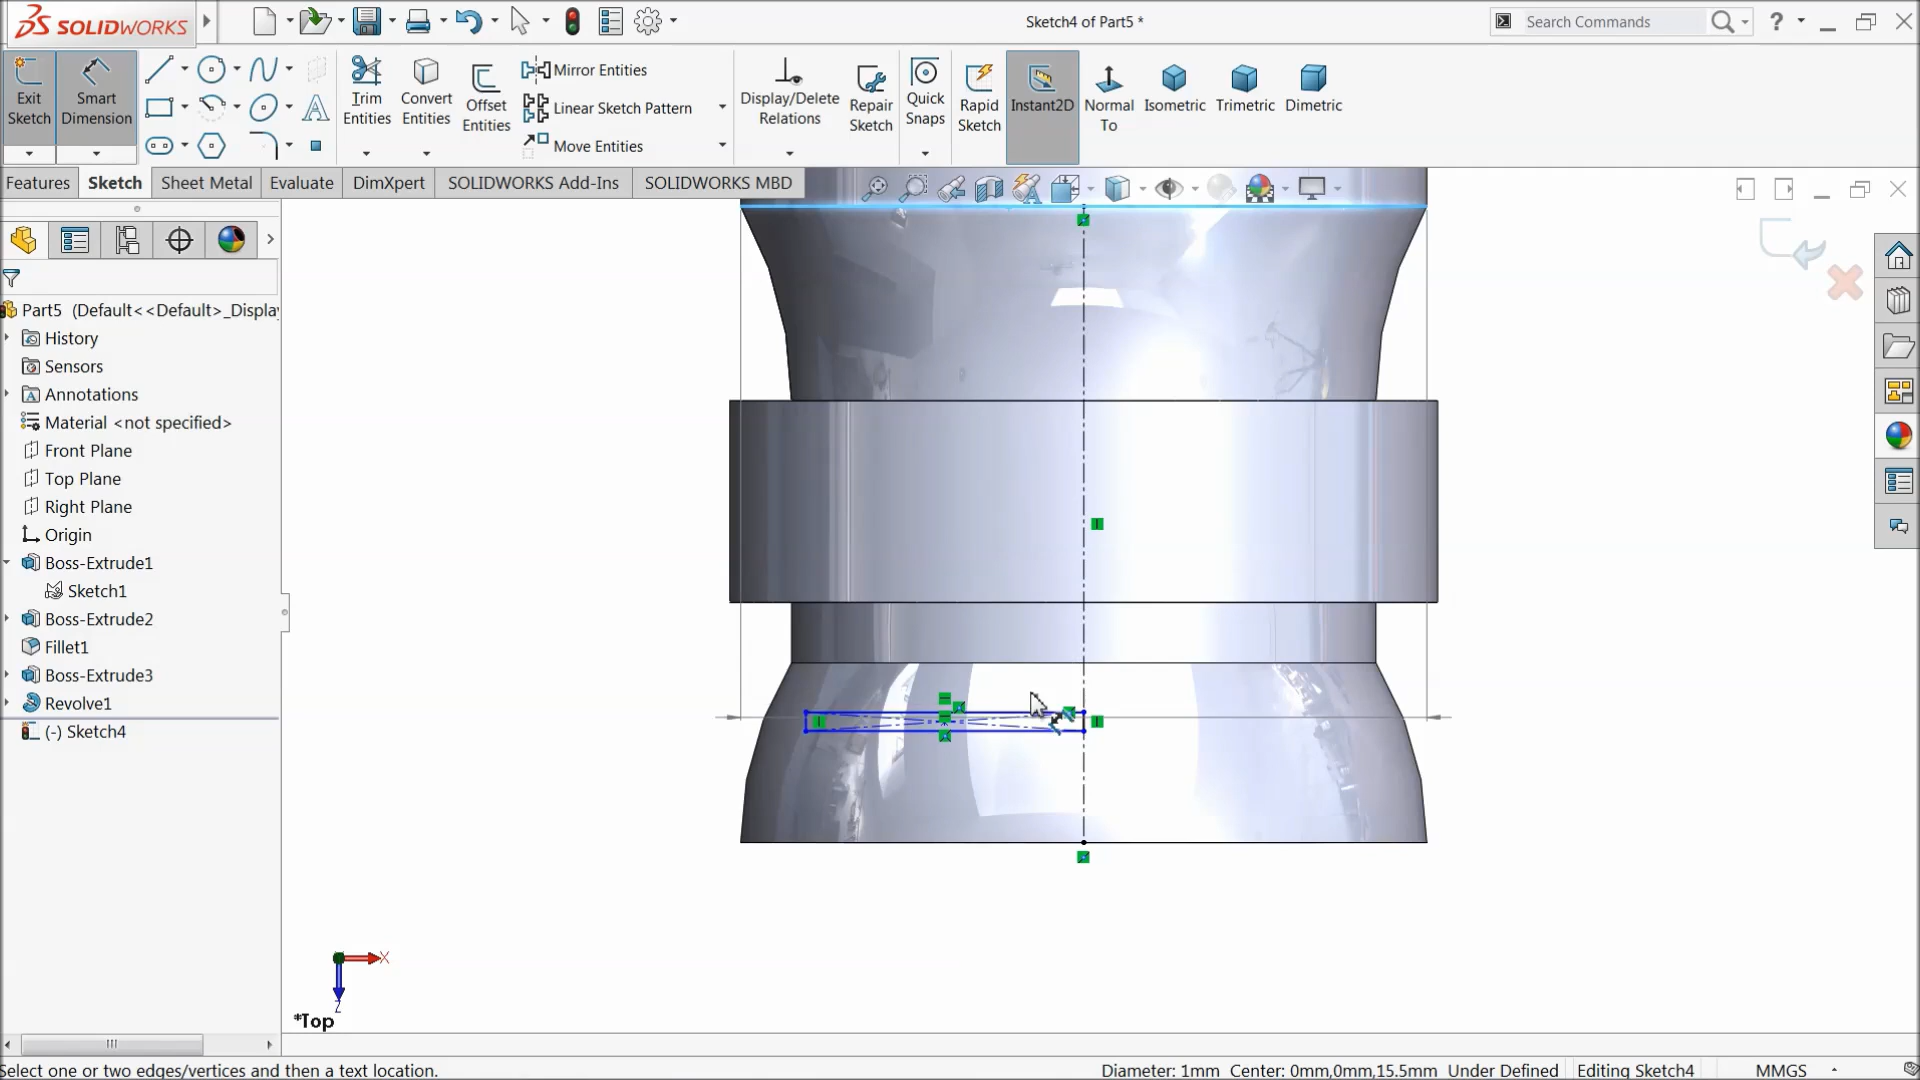 SOLIDWORKS
Sketch4 of Part5 *
Search Commands
?
Exit
Sketch
Smart
Dimension
Trim
Entities
Convert
Entities
Offset
Entities
Mirror Entities
Linear Sketch Pattern
Move Entities
Display/Delete
Relations
Repair
Sketch
Quick
Snaps
Rapid
Sketch
Instant2D
Normal
To
Isometric
Trimetric
Dimetric
Features
Sketch
Sheet Metal
Evaluate
DimXpert
SOLIDWORKS Add-Ins
SOLIDWORKS MBD
Part5 (Default<<Default>_Displa
History
Sensors
Annotations
Material <not specified>
Front Plane
Top Plane
Right Plane
Origin
Boss-Extrude1
Sketch1
Boss-Extrude2
Fillet1
Boss-Extrude3
Revolve1
(-) Sketch4
X
Z
*Top
Select one or two edges/vertices and then a text location.
Diameter: 1mm Center: 0mm,0mm,15.5mm Under Defined Editing Sketch4 MMGS